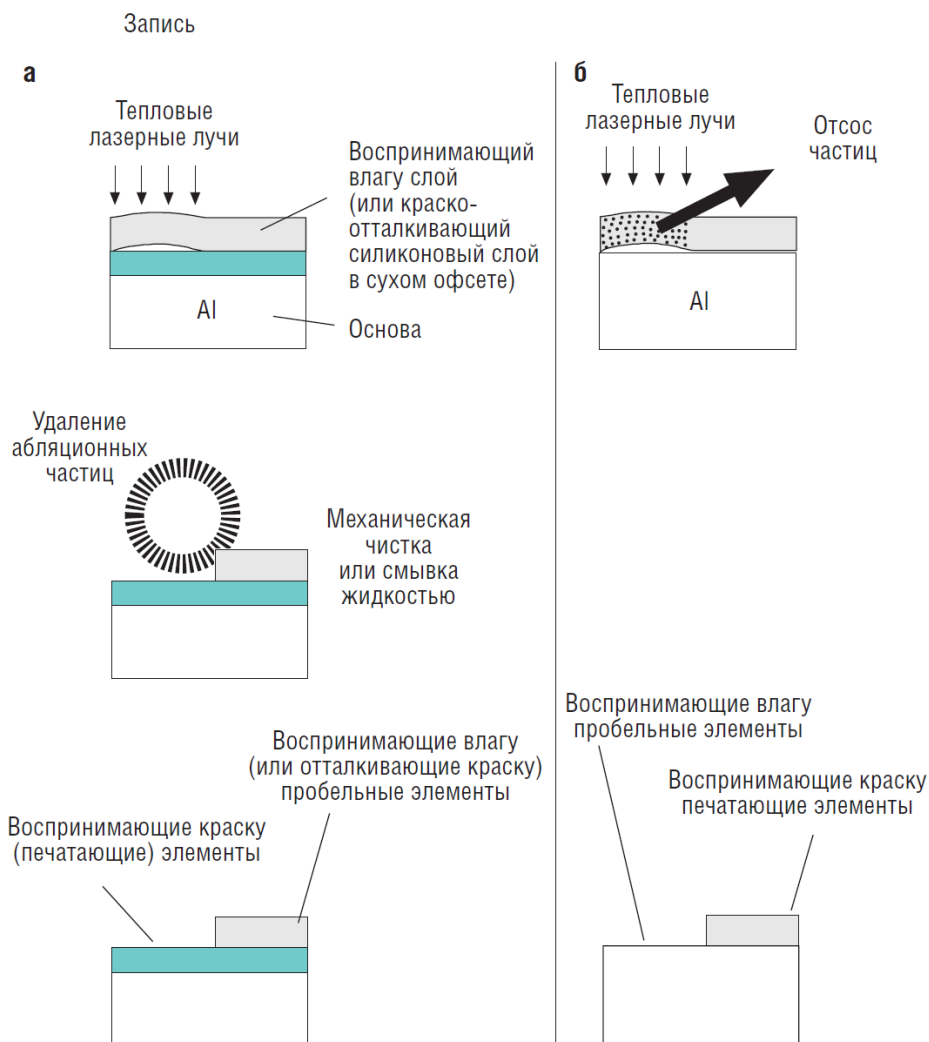 Запись
а
Тепловые
лазерные лучи
Воспринимающий
влагу слой
(или краско-
отталкивающий
силиконовый слой
в сухом офсете)
Al
Основа
Удаление
абляционных
частиц
Механическая
чистка
или смывка
жидкостью
Воспринимающие влагу
(или отталкивающие краску)
пробельные элементы
Воспринимающие краску
(печатающие) элементы
б
Тепловые
лазерные лучи
Отсос
частиц
Al
Воспринимающие влагу
пробельные элементы
Воспринимающие краску
печатающие элементы